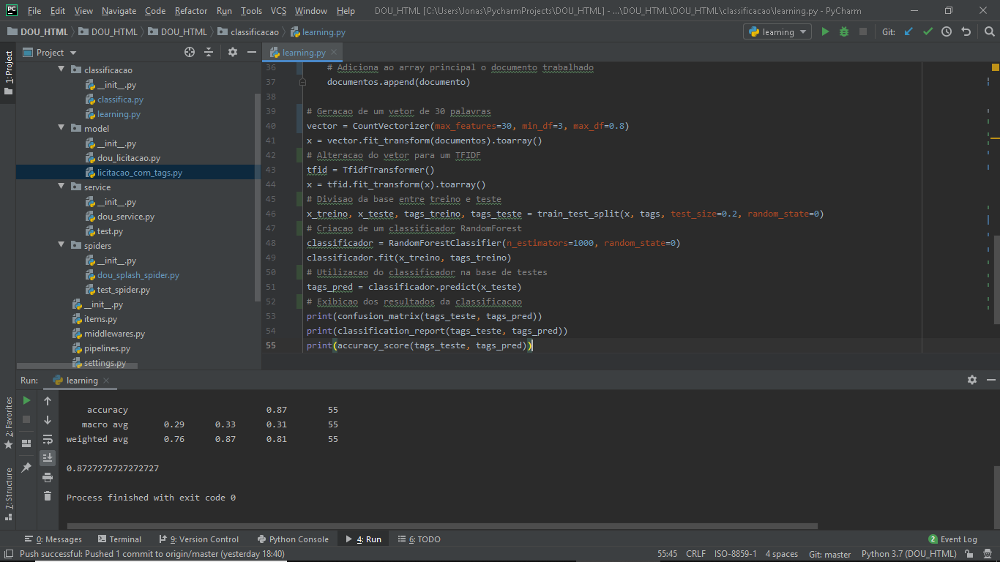 PC File Edit View Navigate Code Refactor Run Tools VCS Window Help DOU_HTML [C:\Users\Jonas\PycharmProjects\DOU_HTML] - ...\DOU_HTML\DOU_HTML\classificacao\learning.py - PyCharm
DOU_HTML DOU_HTML DOU_HTML classificacao learning.py learning Git:
1: Project
Project
classificacao
__init__.py
classifica.py
learning.py
model
__init__.py
dou_licitacao.py
licitacao_com_tags.py
service
__init__.py
dou_service.py
test.py
spiders
__init__.py
dou_splash_spider.py
test_spider.py
__init__.py
items.py
middlewares.py
pipelines.py
settings.py
learning.py
36 # Adiciona ao array principal o documento trabalhado
37 documentos.append(documento)
38
39 # Geracao de um vetor de 30 palavras
40 vector = CountVectorizer(max_features=30, min_df=3, max_df=0.8)
41 x = vector.fit_transform(documentos).toarray()
42 # Alteracao do vetor para um TFIDF
43 tfid = TfidfTransformer()
44 x = tfid.fit_transform(x).toarray()
45 # Divisao da base entre treino e teste
46 x_treino, x_teste, tags_treino, tags_teste = train_test_split(x, tags, test_size=0.2, random_state=0)
47 # Criacao de um classificador RandomForest
48 classificador = RandomForestClassifier(n_estimators=1000, random_state=0)
49 classificador.fit(x_treino, tags_treino)
50 # Utilizacao do classificador na base de testes
51 tags_pred = classificador.predict(x_teste)
52 # Exibicao dos resultados da classificacao
53 print(confusion_matrix(tags_teste, tags_pred))
54 print(classification_report(tags_teste, tags_pred))
55 print(accuracy_score(tags_teste, tags_pred))
Run: learning
accuracy 0.87 55
macro avg 0.29 0.33 0.31 55
weighted avg 0.76 0.87 0.81 55
0.8727272727272727
Process finished with exit code 0
2: Favorites
7: Structure
0: Messages Terminal 9: Version Control Python Console 4: Run 6: TODO 2 Event Log
Push successful: Pushed 1 commit to origin/master (yesterday 18:40) 55:45 CRLF ISO-8859-1 4 spaces Git: master Python 3.7 (DOU_HTML)